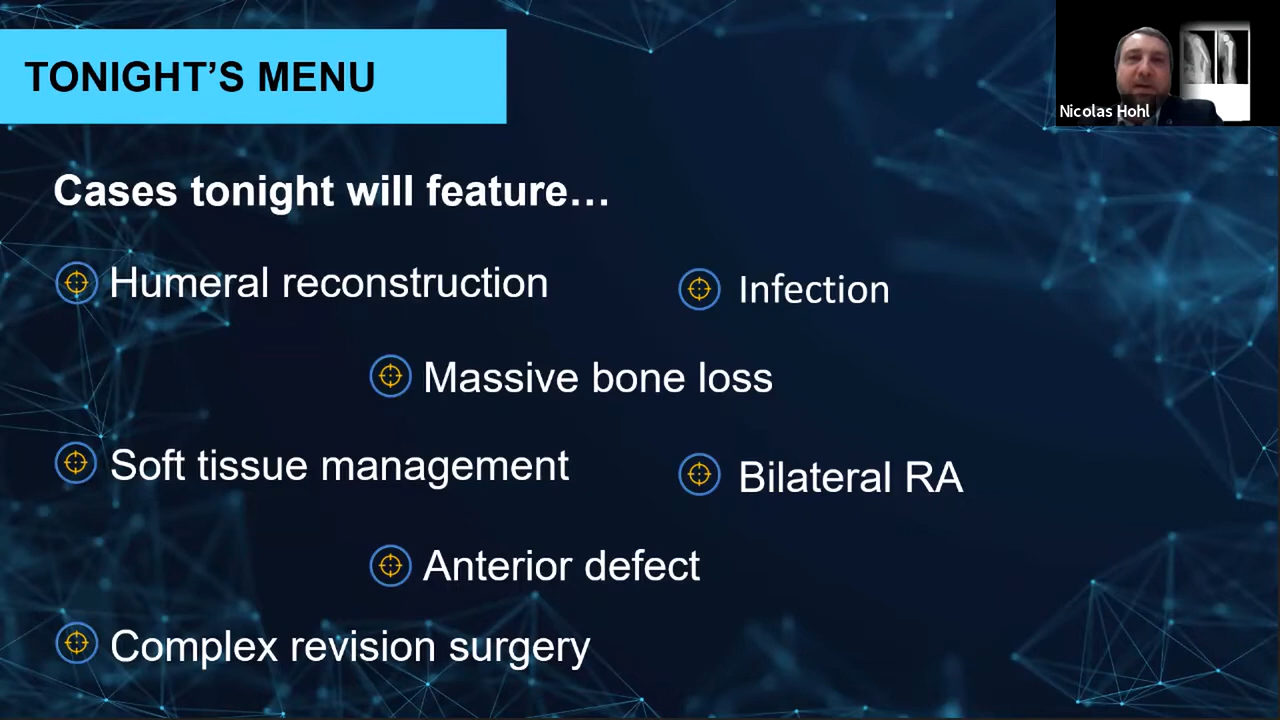 TONIGHT’S MENU
Nicolas Hohl
Cases tonight will feature…
Humeral reconstruction
Infection
Massive bone loss
Soft tissue management
Bilateral RA
Anterior defect
Complex revision surgery